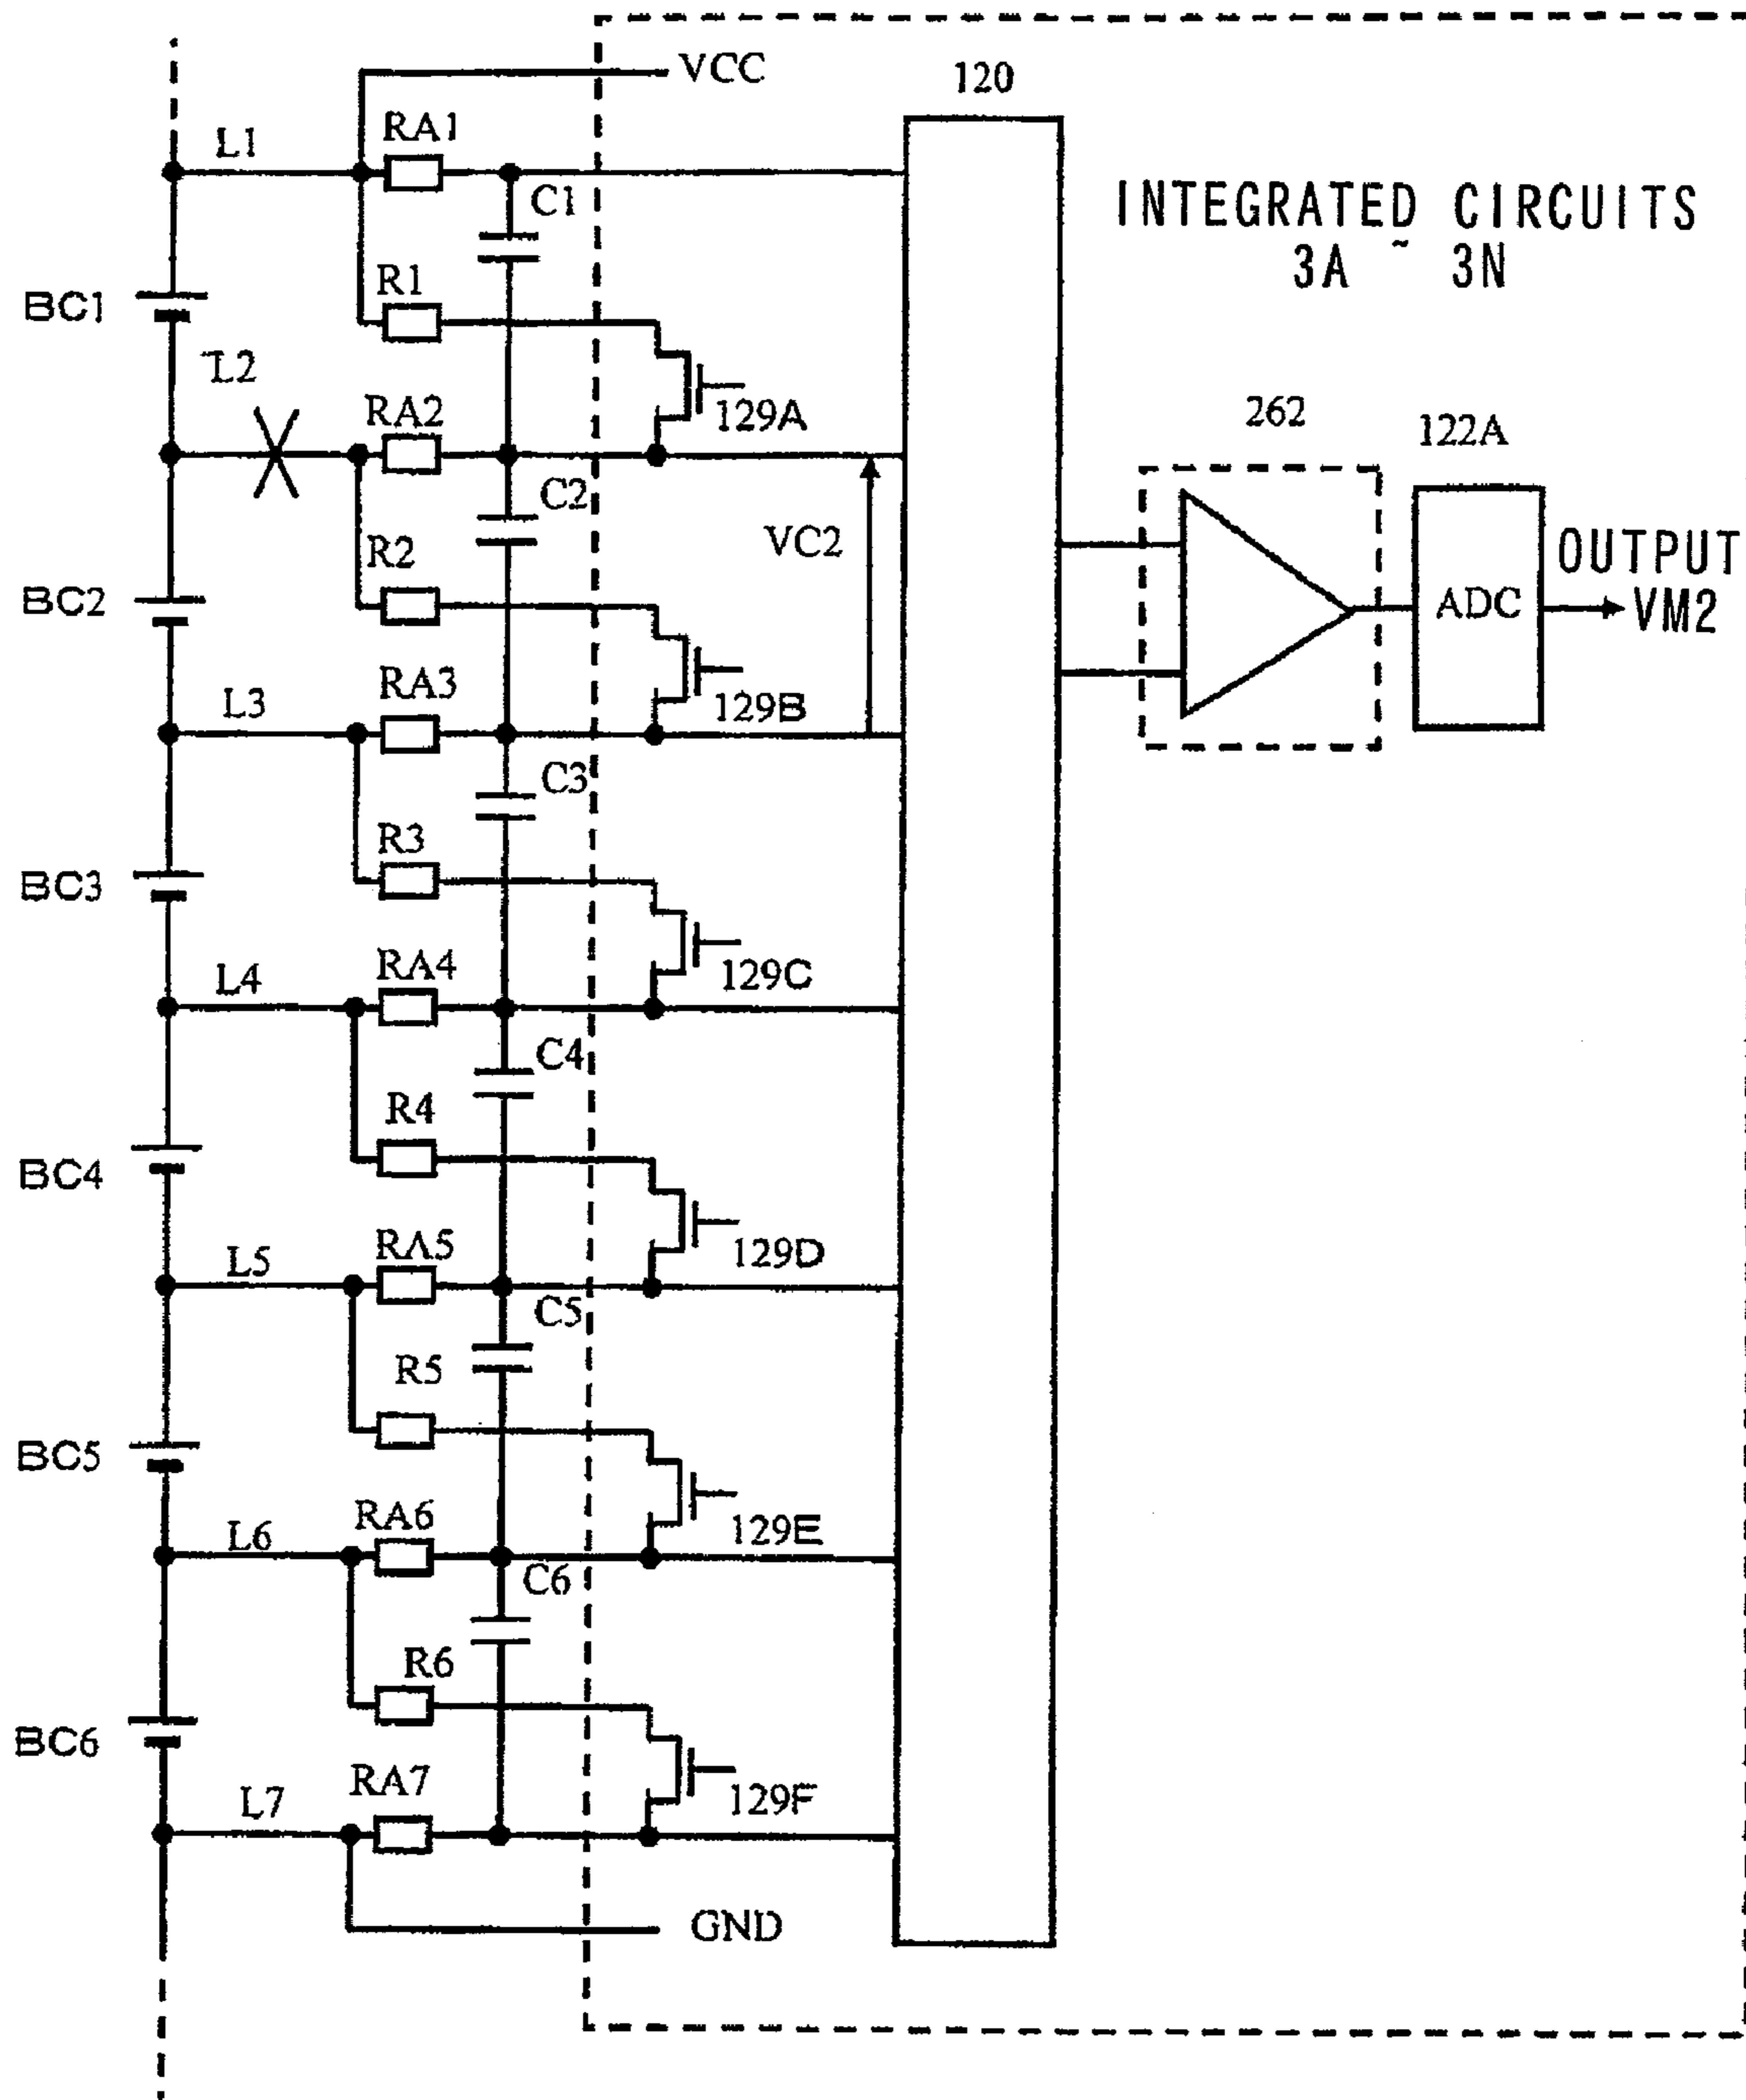 VCC
120
L1
RA1
C1
INTEGRATED CIRCUITS
3A ~ 3N
R1
BC1
L2
RA2
129A
262
122A
C2
VC2
R2
OUTPUT
VM2
ADC
BC2
RA3
L3
129B
C3
R3
BC3
RA4
L4
129C
C4
R4
BC4
RA5
L5
129D
C5
R5
BC5
RA6
L6
129E
C6
R6
BC6
RA7
L7
129F
GND